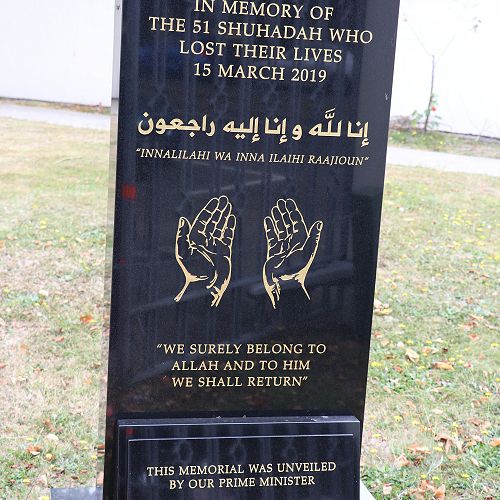 IN MEMORY OF
THE 51 SHUHADAH WHO
LOST THEIR LIVES
15 MARCH 2019
إنا لله و إنا إليه راجعون
"INNALILAHI WA INNA ILAIHI RAAJIOUN"
"WE SURELY BELONG TO
ALLAH AND TO HIM
WE SHALL RETURN"
THIS MEMORIAL WAS UNVEILED
BY OUR PRIME MINISTER